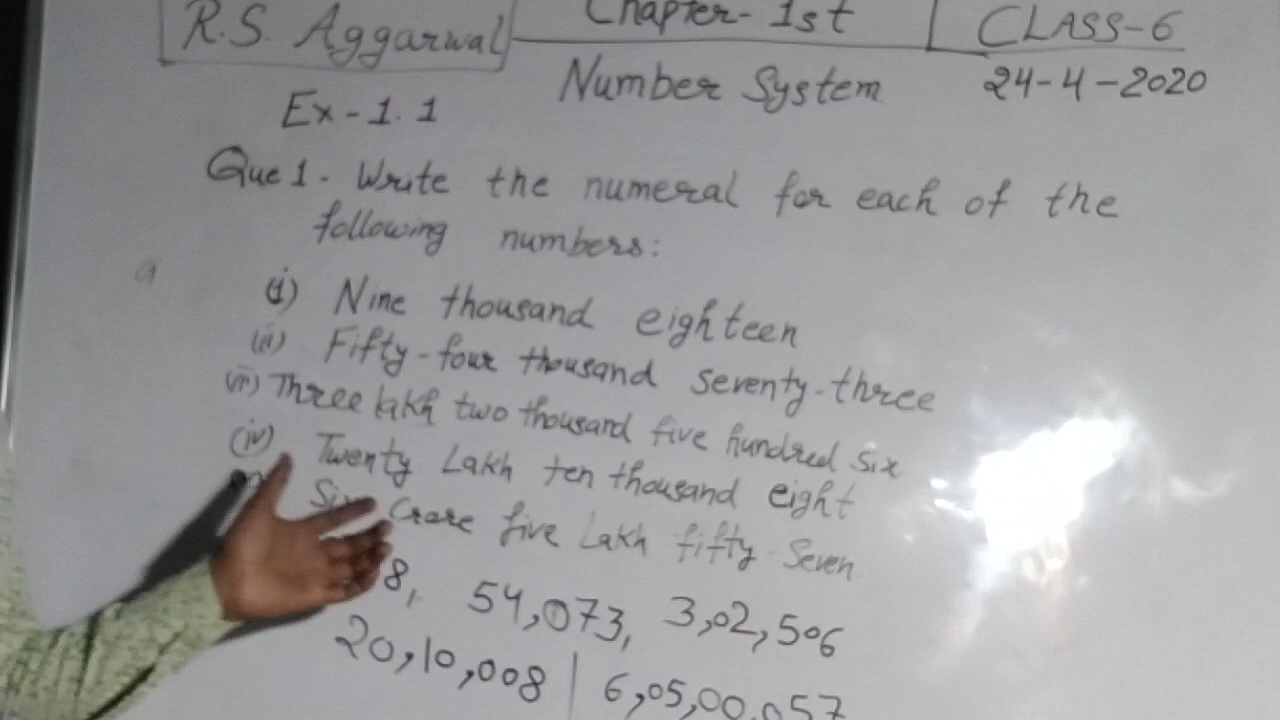 R.S. Aggarwal
Chapter- 1st
CLASS-6
Number System
24-4-2020
Ex-1.1
Que 1. Write the numeral for each of the
following numbers:
(i) Nine thousand eighteen
(ii) Fifty-four thousand seventy-three
(iii) Three lakh two thousand five hundred six
(iv) Twenty Lakh ten thousand eight
Six Crore five Lakh fifty-Seven
8, 54,073, 3,02,506
20,10,008 | 6,05,00,057